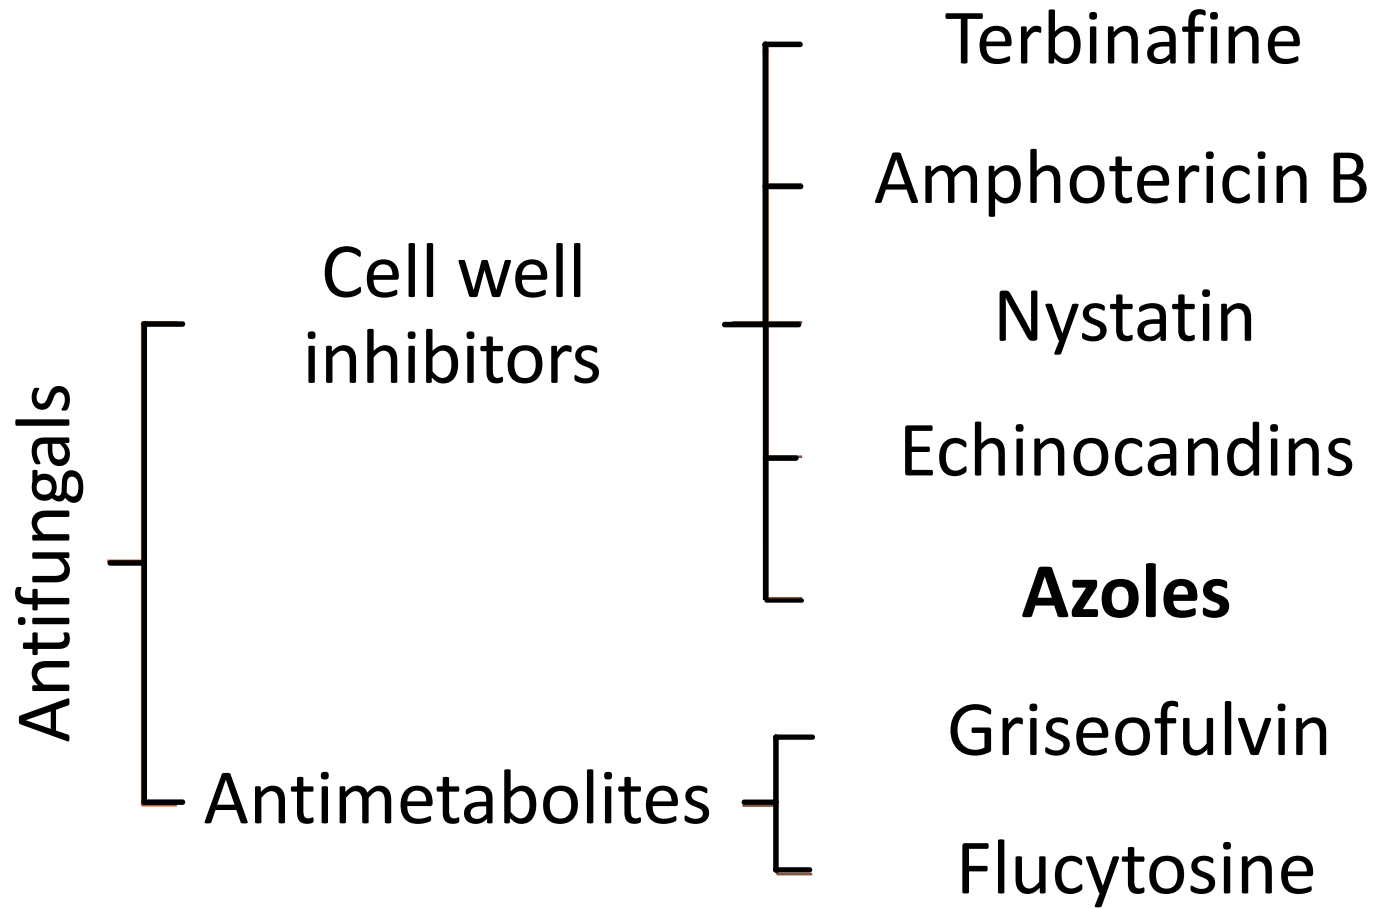 Antifungals
Cell well
inhibitors
Terbinafine
Amphotericin B
Nystatin
Echinocandins
Azoles
Antimetabolites
Griseofulvin
Flucytosine